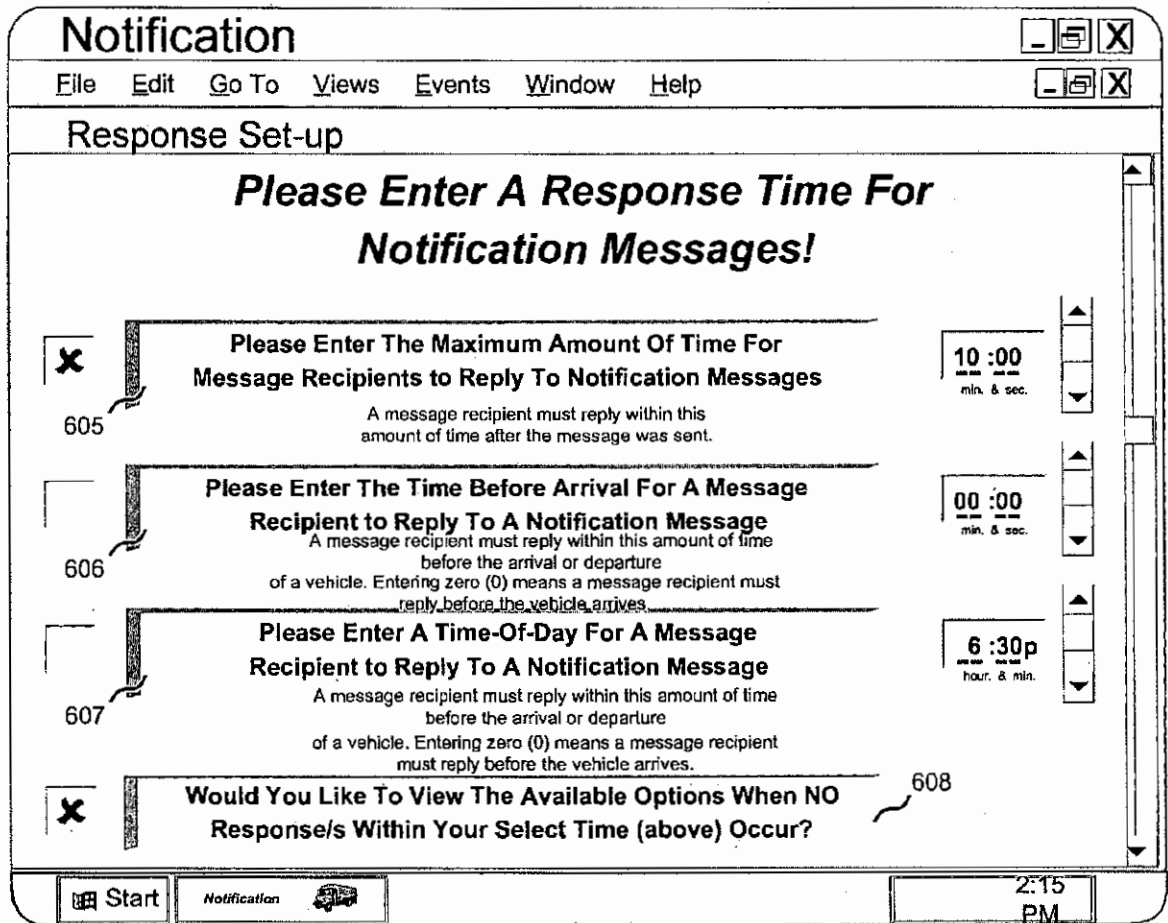 Notification
File Edit Go To Views Events Window Help
Response Set-up
Please Enter A Response Time For
Notification Messages!
Please Enter The Maximum Amount Of Time For
Message Recipients to Reply To Notification Messages
10 :00
min. & sec.
A message recipient must reply within this
amount of time after the message was sent.
605
Please Enter The Time Before Arrival For A Message
Recipient to Reply To A Notification Message
00 :00
min. & sec.
A message recipient must reply within this amount of time
before the arrival or departure
of a vehicle. Entering zero (0) means a message recipient must
reply before the vehicle arrives.
606
Please Enter A Time-Of-Day For A Message
Recipient to Reply To A Notification Message
6 :30p
hour. & min.
A message recipient must reply within this amount of time
before the arrival or departure
of a vehicle. Entering zero (0) means a message recipient
must reply before the vehicle arrives.
607
Would You Like To View The Available Options When NO
Response/s Within Your Select Time (above) Occur?
608
Start
Notification
2:15
PM